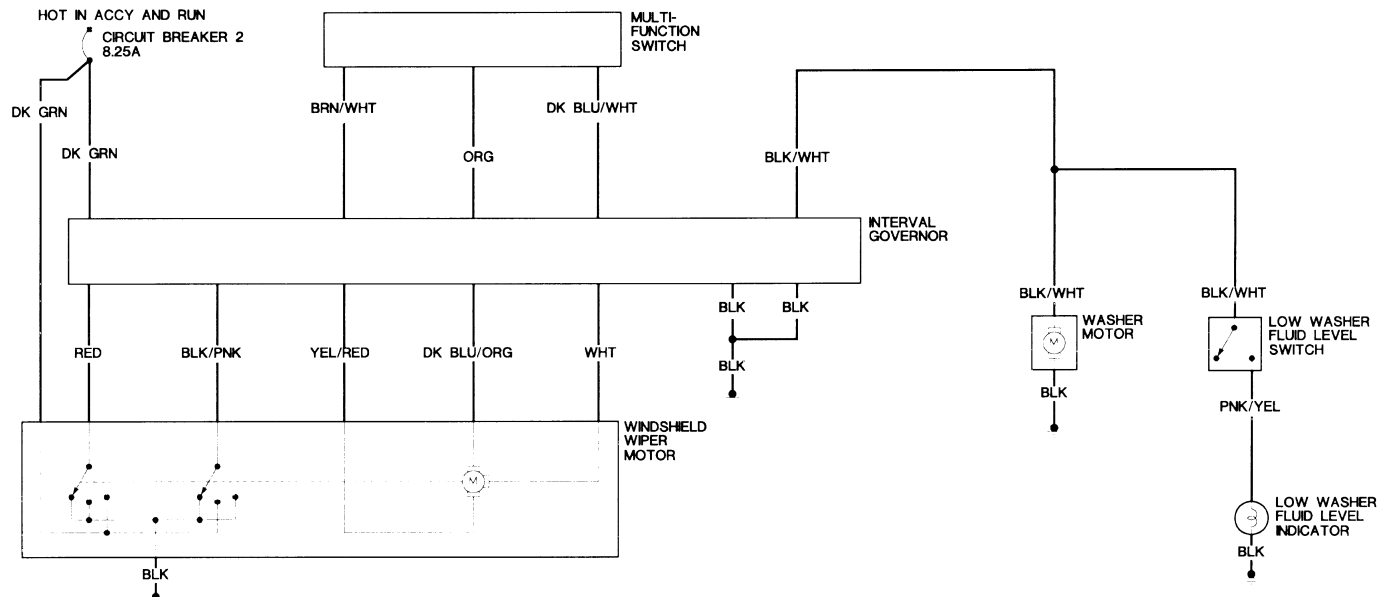 HOT IN ACCY AND RUN
CIRCUIT BREAKER 2
8.25A
MULTI-
FUNCTION
SWITCH
DK GRN
BRN/WHT
DK BLU/WHT
DK GRN
ORG
BLK/WHT
INTERVAL
GOVERNOR
BLK
BLK
BLK/WHT
BLK/WHT
WASHER
MOTOR
LOW WASHER
FLUID LEVEL
SWITCH
M
RED
BLK/PNK
YEL/RED
DK BLU/ORG
WHT
BLK
BLK
PNK/YEL
WINDSHIELD
WIPER
MOTOR
M
LOW WASHER
FLUID LEVEL
INDICATOR
BLK
BLK